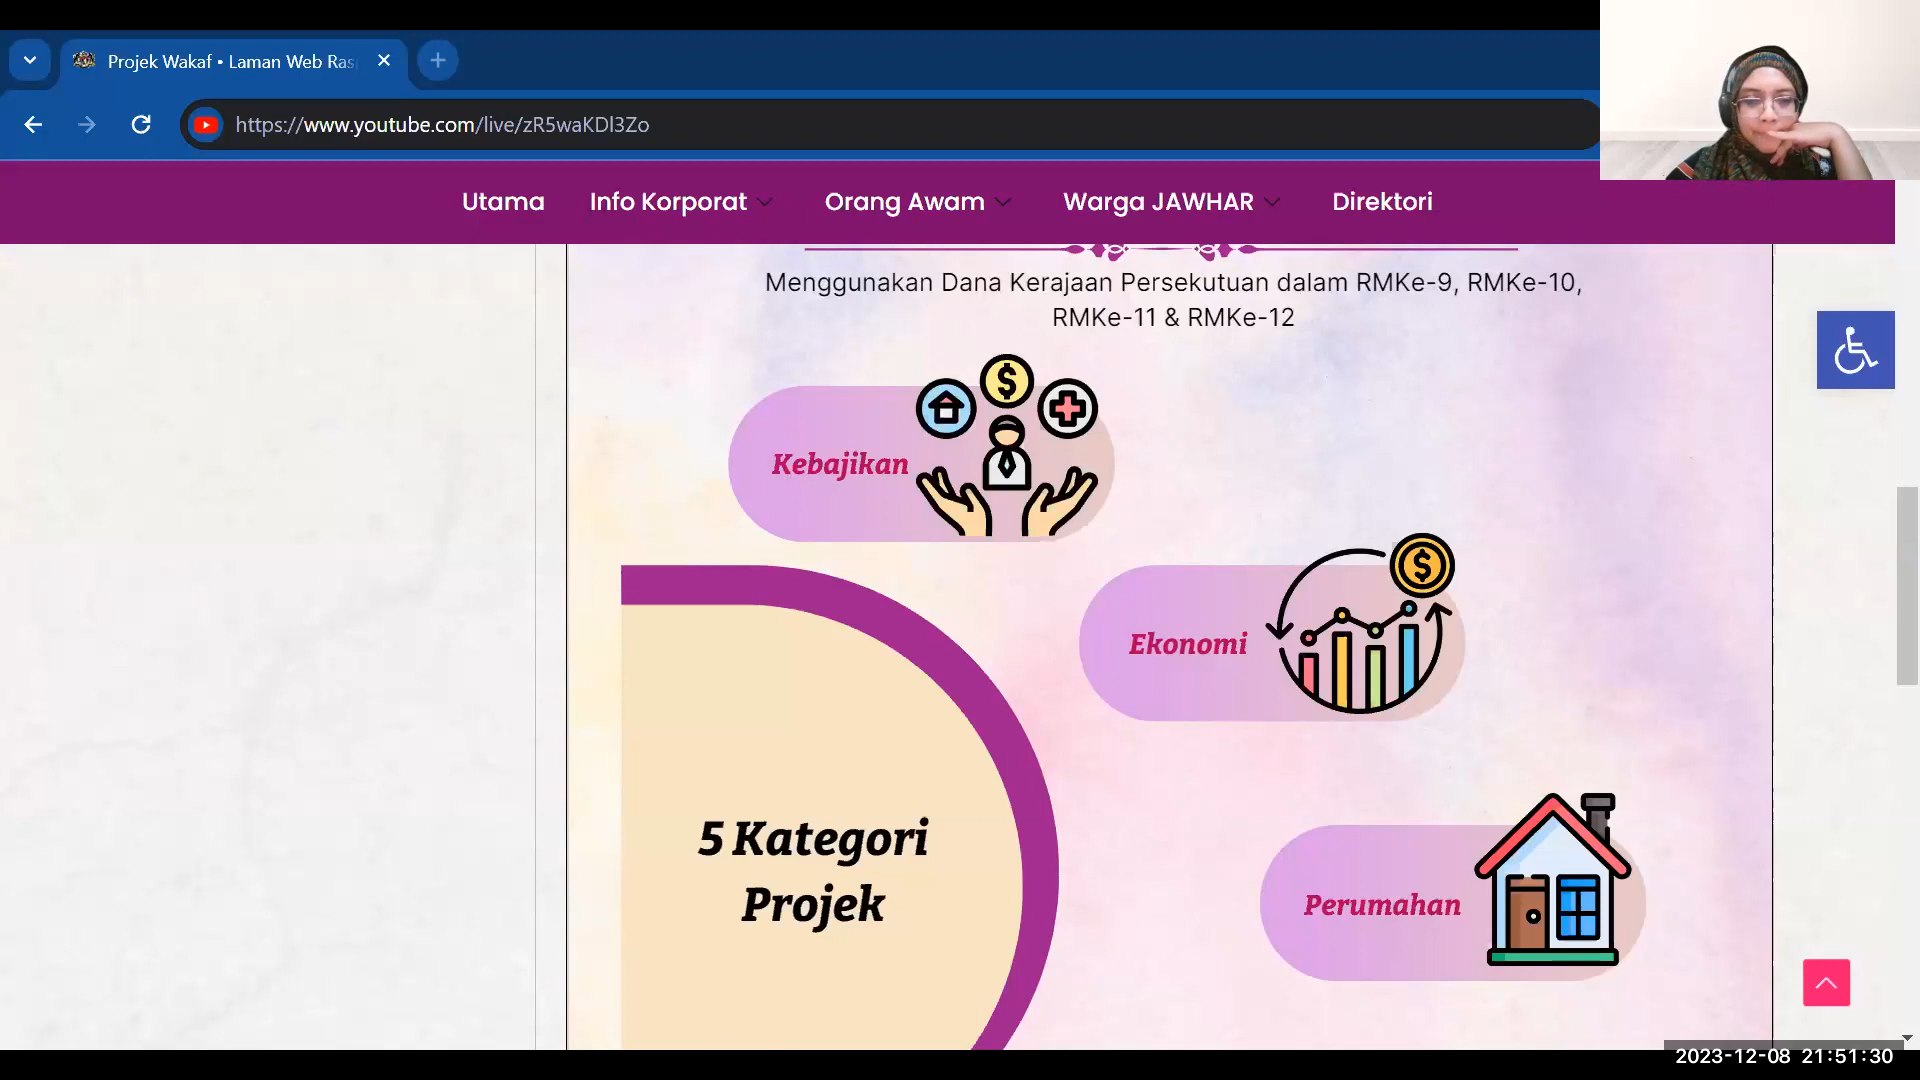 Projek Wakaf • Laman Web Ras
https://www.youtube.com/live/zR5waKDl3Zo
Utama Info Korporat Orang Awam Warga JAWHAR Direktori
Menggunakan Dana Kerajaan Persekutuan dalam RMKe-9, RMKe-10,
RMKe-11 & RMKe-12
Kebajikan
Ekonomi
5 Kategori
Projek
Perumahan
2023-12-08 21:51:30